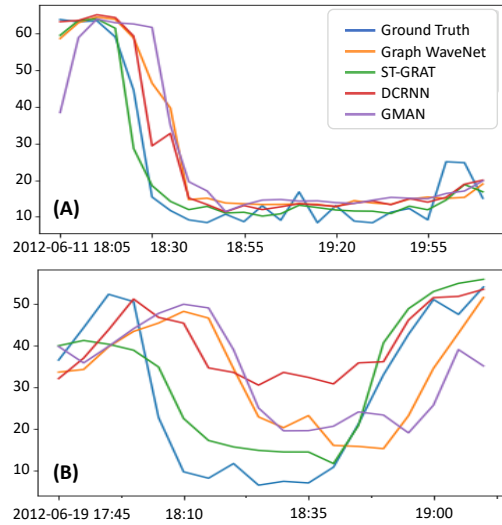 60
50
40
30
20
10
(A)
Ground Truth
Graph WaveNet
ST-GRAT
DCRNN
GMAN
2012-06-11 18:05 18:30 18:55 19:20 19:55
50
40
30
20
10
(B)
2012-06-19 17:45 18:10 18:35 19:00